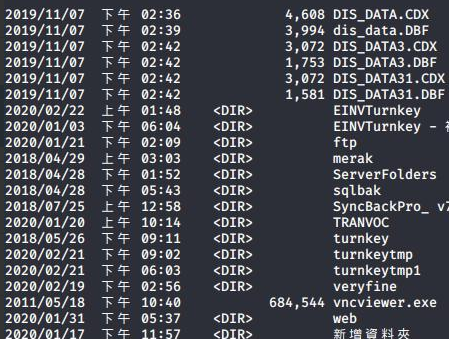 2019/11/07 下午 02:36 4,608 DIS_DATA.CDX
2019/11/07 下午 02:39 3,994 dis_data.DBF
2019/11/07 下午 02:42 3,072 DIS_DATA3.CDX
2019/11/07 下午 02:42 1,753 DIS_DATA3.DBF
2019/11/07 下午 02:42 3,072 DIS_DATA31.CDX
2019/11/07 下午 02:42 1,581 DIS_DATA31.DBF
2020/02/22 上午 01:48 <DIR> EINVTurnkey
2020/01/03 下午 06:04 <DIR> EINVTurnkey -
2020/01/21 下午 02:09 <DIR> ftp
2018/04/29 上午 03:03 <DIR> merak
2018/04/28 下午 01:52 <DIR> ServerFolders
2018/04/28 下午 05:43 <DIR> sqlbak
2018/07/25 上午 12:58 <DIR> SyncBackPro_ v7
2020/01/20 上午 10:14 <DIR> TRANVOC
2018/05/26 下午 09:11 <DIR> turnkey
2020/02/21 下午 09:02 <DIR> turnkeytmp
2020/02/21 下午 06:03 <DIR> turnkeytmp1
2020/02/19 下午 02:56 <DIR> veryfine
2011/05/18 下午 10:40 684,544 vncviewer.exe
2020/01/31 下午 05:37 <DIR> web
2020/01/17 下午 11:57 <DIR> 新增資料夾